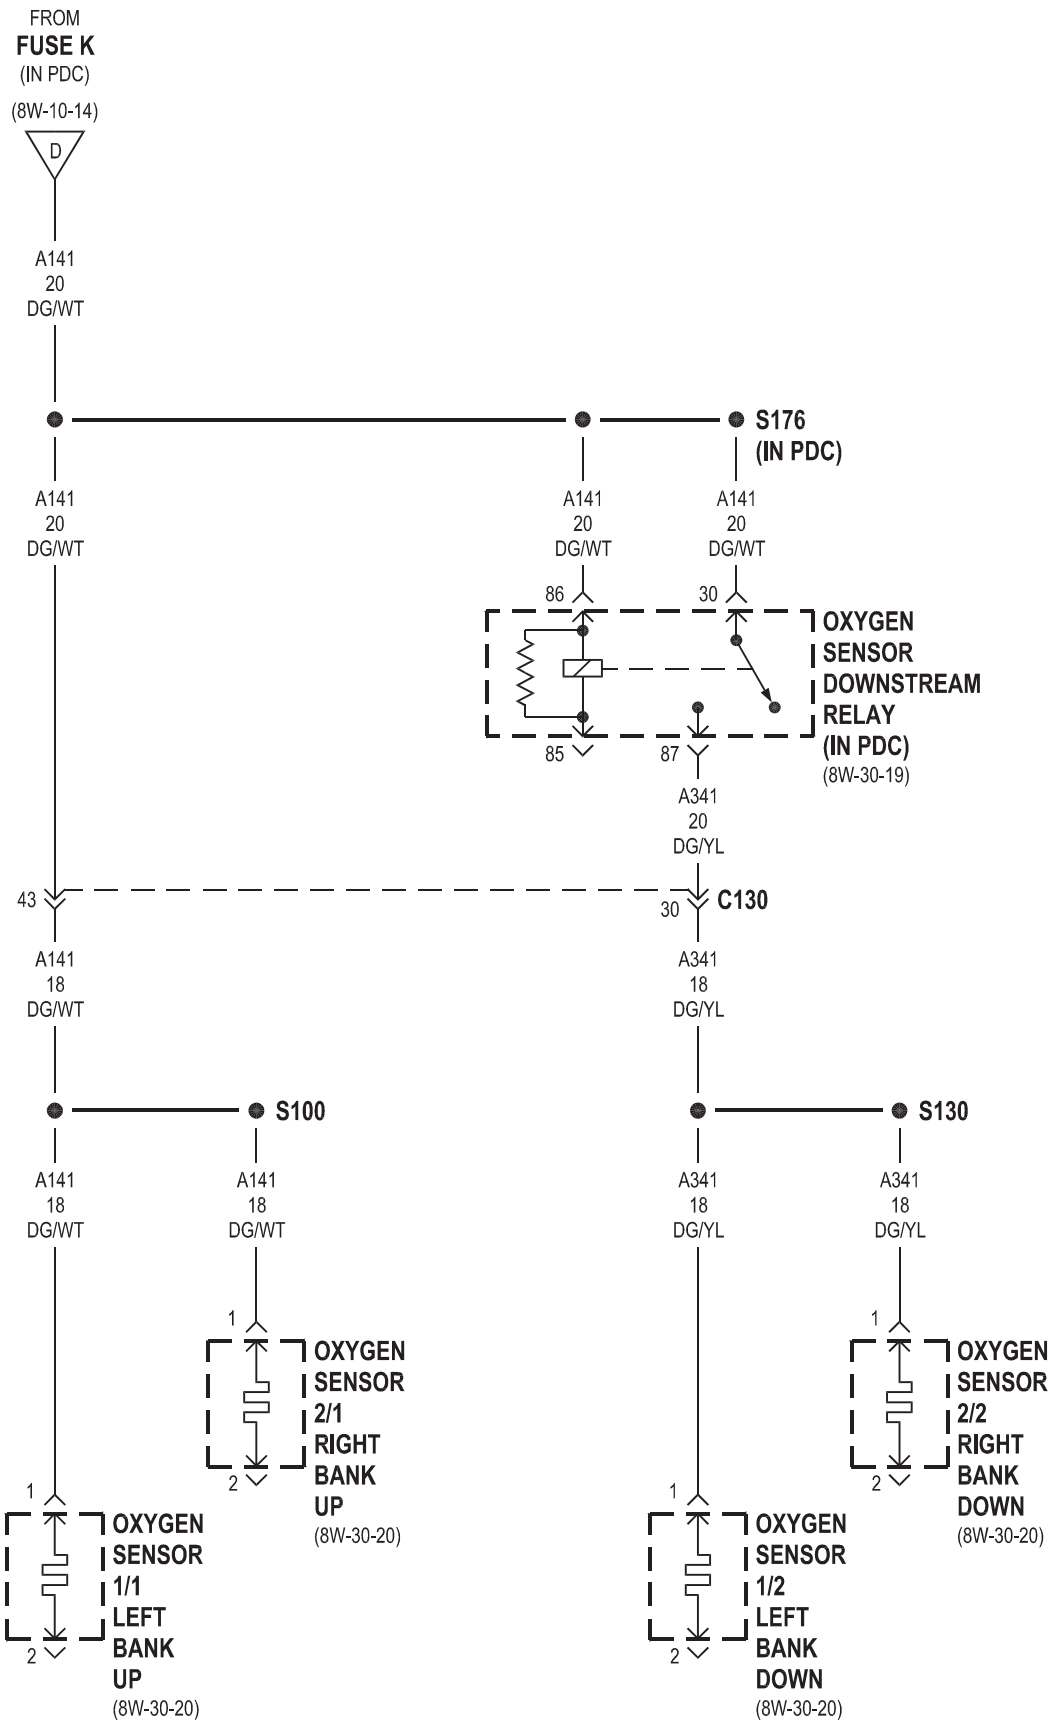 FROM
FUSE K
(IN PDC)
(8W-10-14)
D
A141
20
DG/WT
S176
(IN PDC)
A141
20
DG/WT
A141
20
DG/WT
A141
20
DG/WT
86
30
OXYGEN
SENSOR
DOWNSTREAM
RELAY
(IN PDC)
(8W-30-19)
85
87
A341
20
DG/YL
43
30
C130
A141
18
DG/WT
A341
18
DG/YL
S100
S130
A141
18
DG/WT
A141
18
DG/WT
A341
18
DG/YL
A341
18
DG/YL
1
OXYGEN
SENSOR
2/1
RIGHT
BANK
UP
(8W-30-20)
2
1
OXYGEN
SENSOR
2/2
RIGHT
BANK
DOWN
(8W-30-20)
2
1
OXYGEN
SENSOR
1/1
LEFT
BANK
UP
(8W-30-20)
2
1
OXYGEN
SENSOR
1/2
LEFT
BANK
DOWN
(8W-30-20)
2